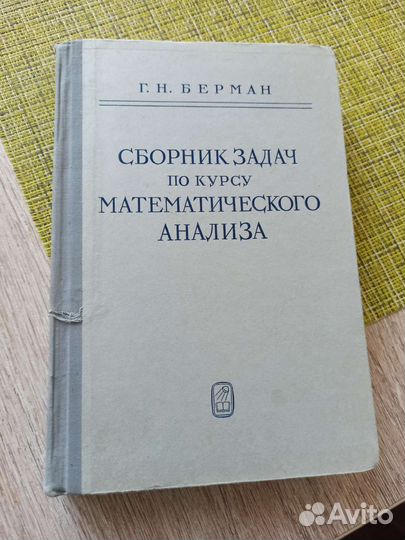 Г. Н. БЕРМАН
СБОРНИК ЗАДАЧ
ПО КУРСУ
МАТЕМАТИЧЕСКОГО
АНАЛИЗА
Avito